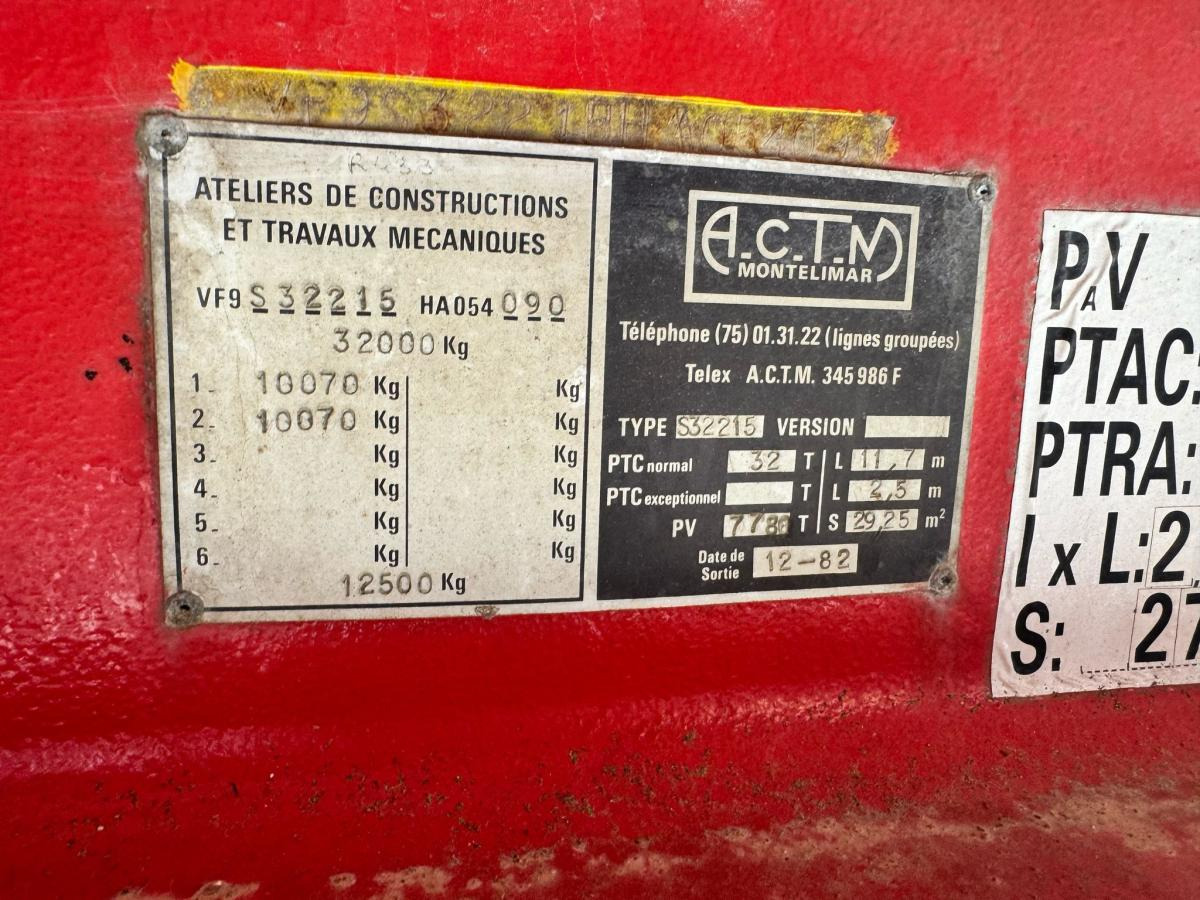 R433
ATELIERS DE CONSTRUCTIONS
ET TRAVAUX MECANIQUES
VF9 S32215 HA054 090
32000 Kg
1- 10070 Kg Kg
2- 10070 Kg Kg
3- Kg Kg
4- Kg Kg
5- Kg Kg
6- Kg Kg
12500 Kg
A.C.T.M
MONTELIMAR
Téléphone (75) 01.31.22 (lignes groupées)
Telex A.C.T.M. 345 986 F
TYPE S32215 VERSION
PTC normal 32 T L 11,7 m
PTC exceptionnel T L 2,5 m
PV T S 29,25 m²
Date de
Sortie 12-82
PAV
PTAC:
PTRA:
l x L: 2,
S: 27